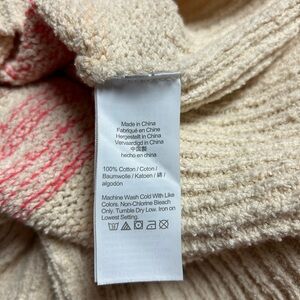 Made in China
Fabriqué en Chine
Hergestellt in China
Vervaardigd in China
中国製
hecho en china
100% Cotton / Coton /
Baumwolle / Katoen / 綿 /
algodón
Machine Wash Cold With Like
Colors. Non-Chlorine Bleach
Only. Tumble Dry Low. Iron on
Lowest Setting.